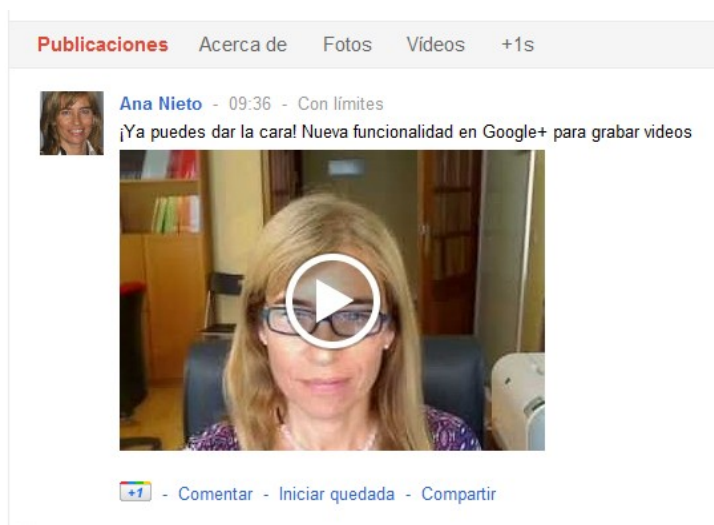 Publicaciones Acerca de Fotos Vídeos +1s
Ana Nieto - 09:36 - Con límites
¡Ya puedes dar la cara! Nueva funcionalidad en Google+ para grabar videos
+1 - Comentar - Iniciar quedada - Compartir